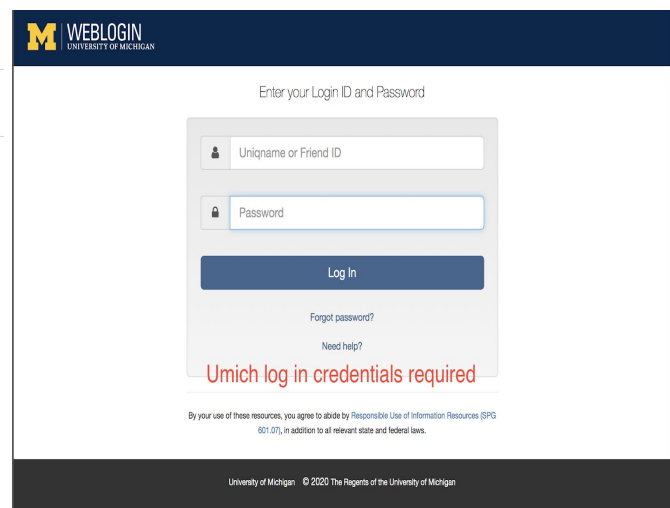 M WEBLOGIN
UNIVERSITY OF MICHIGAN
Enter your Login ID and Password
Uniqname or Friend ID
Password
Log In
Forgot password?
Need help?
Umich log in credentials required
By your use of these resources, you agree to abide by Responsible Use of Information Resources (SPG
601.07), in addition to all relevant state and federal laws.
University of Michigan © 2020 The Regents of the University of Michigan